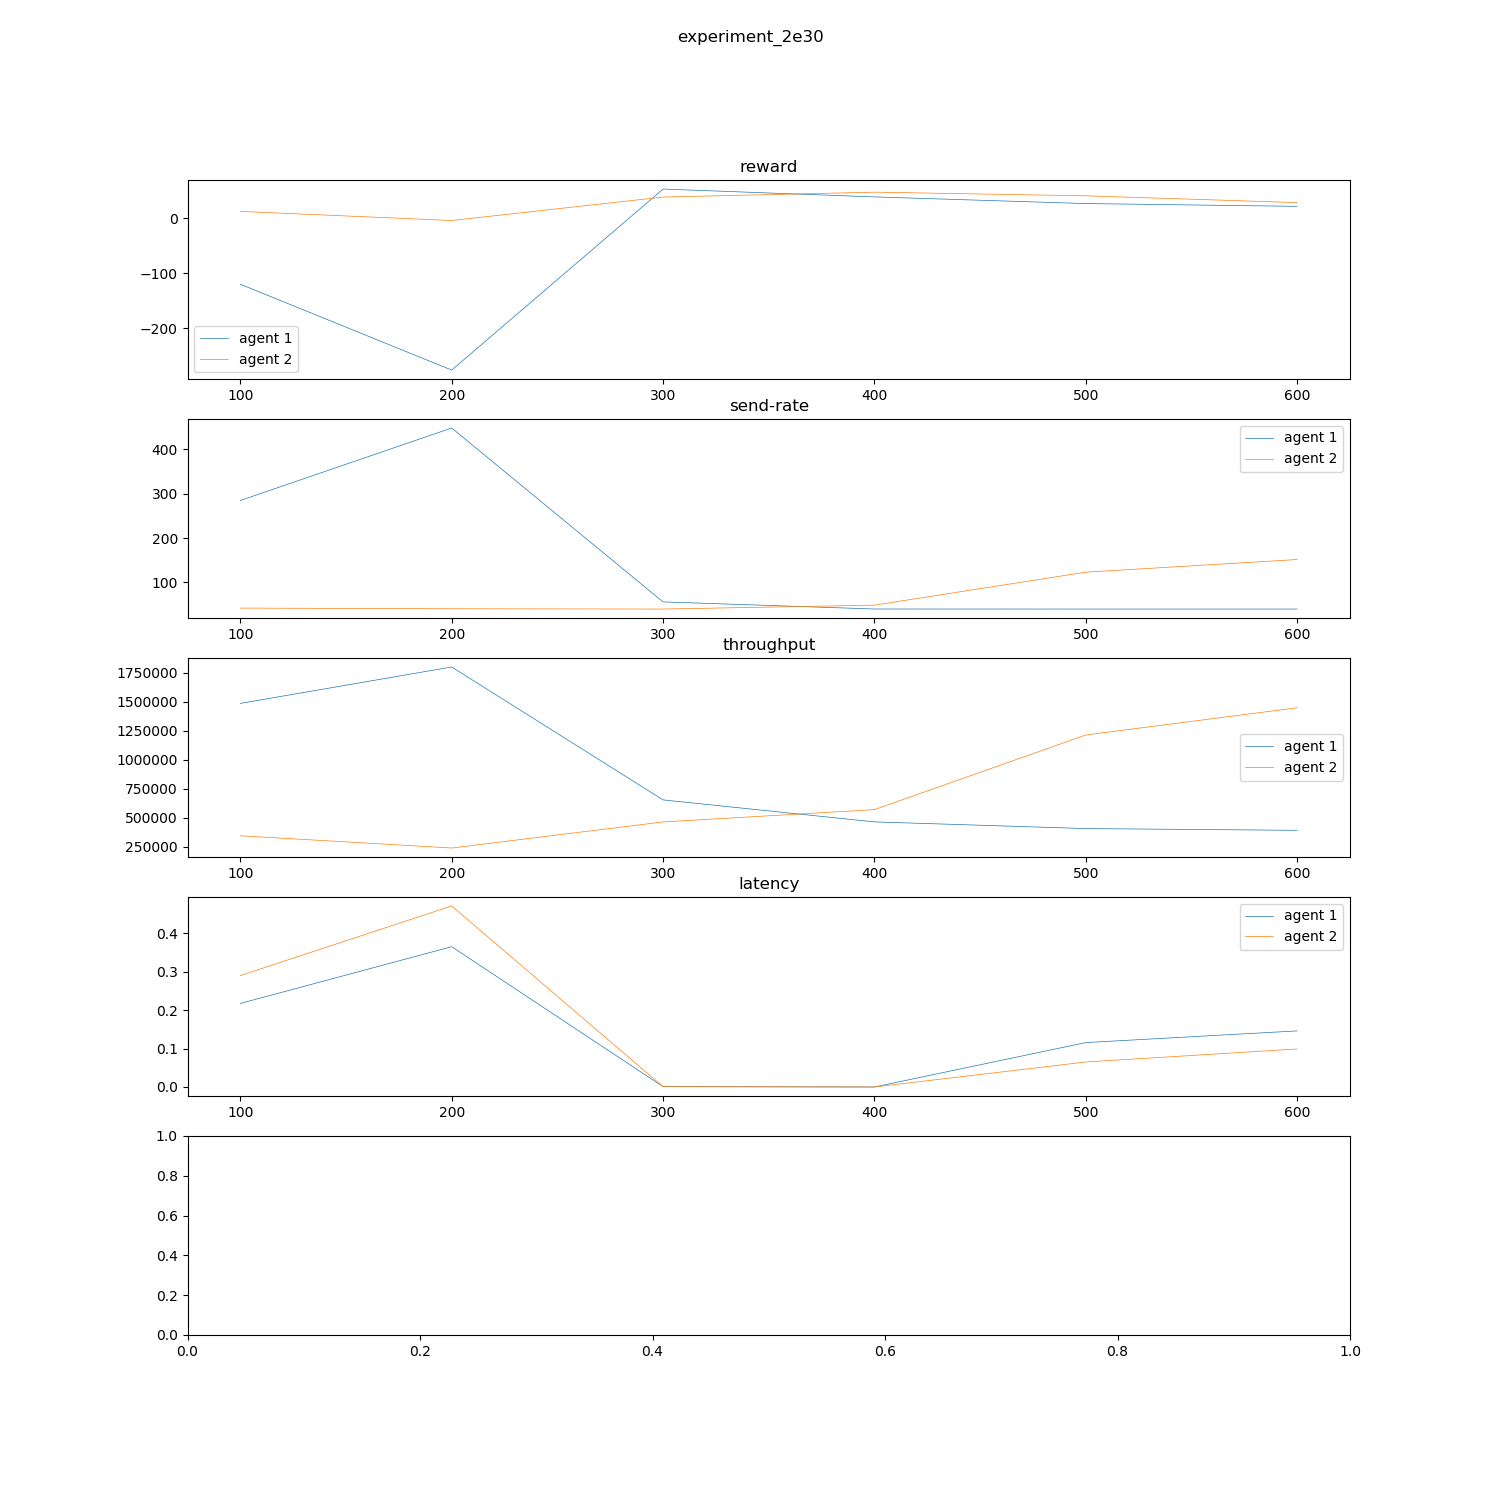 experiment_2e30
reward
0
−100
−200
agent 1
agent 2
100 200 300 400 500 600
send-rate
400
300
200
100
agent 1
agent 2
100 200 300 400 500 600
throughput
1750000
1500000
1250000
1000000
750000
500000
250000
agent 1
agent 2
100 200 300 400 500 600
latency
0.4
0.3
0.2
0.1
0.0
agent 1
agent 2
100 200 300 400 500 600
1.0
0.8
0.6
0.4
0.2
0.0
0.0 0.2 0.4 0.6 0.8 1.0